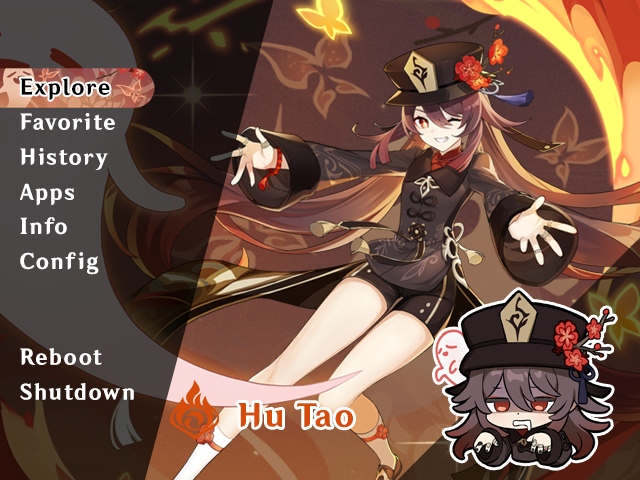 Explore
Favorite
History
Apps
Info
Config
Reboot
Shutdown
Hu Tao